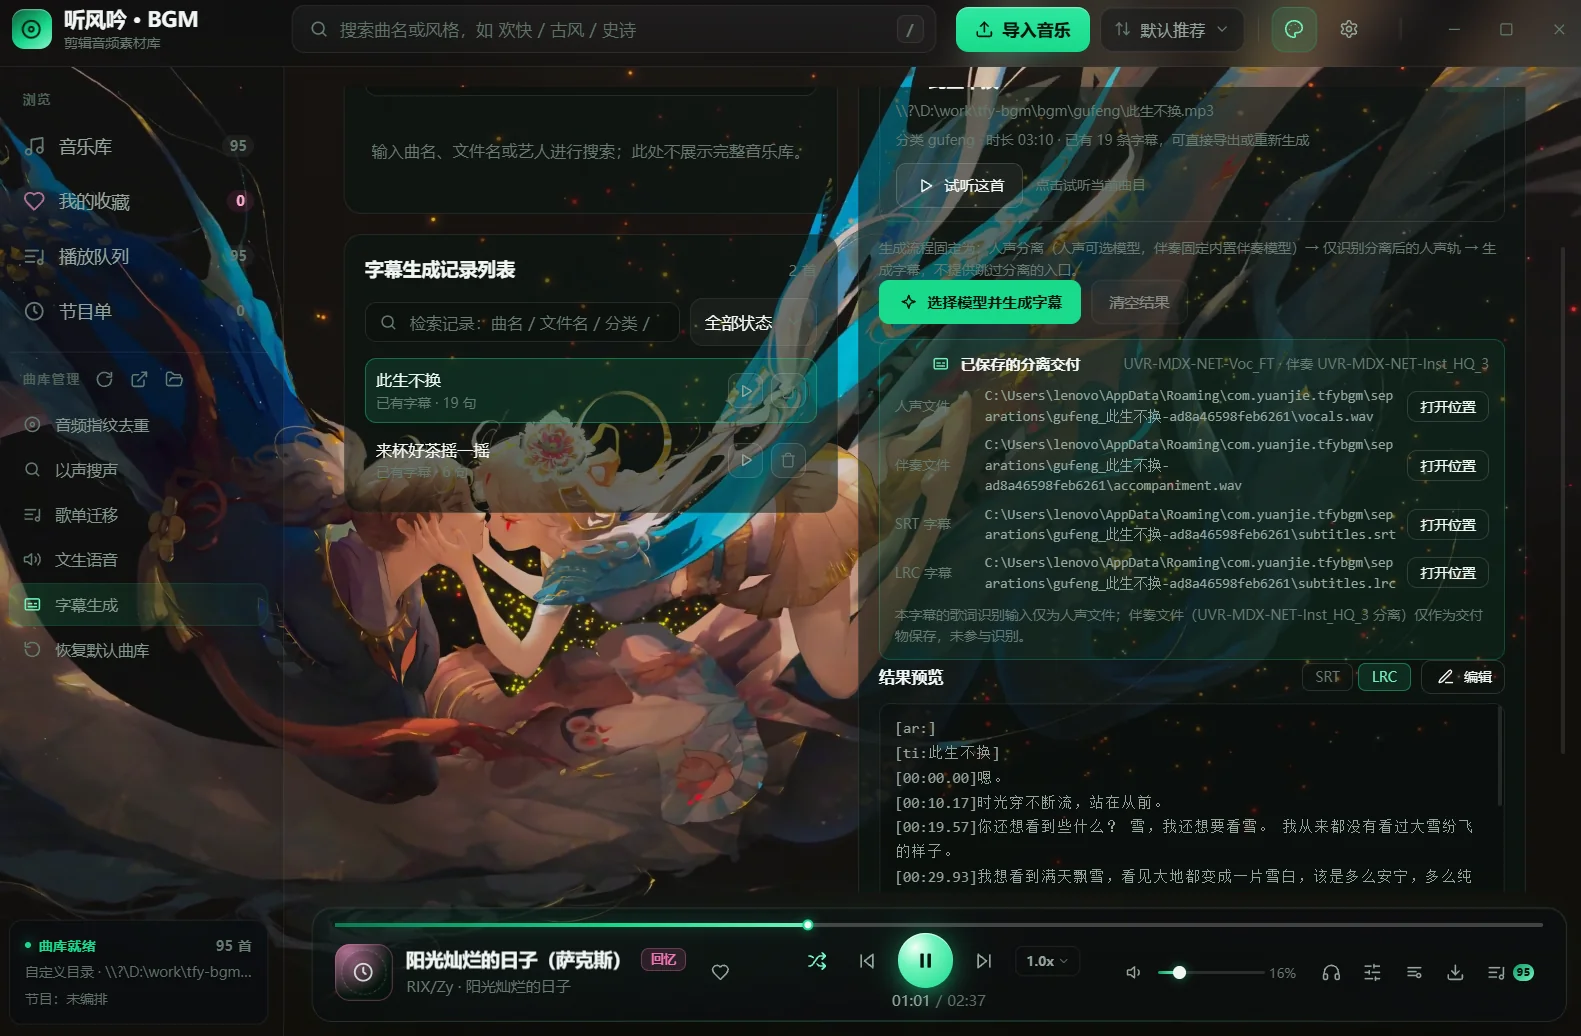 听风吟 • BGM
剪辑音频素材库
搜索曲名或风格，如 欢快 / 古风 / 史诗
/
导入音乐
默认推荐
浏览
音乐库
95
我的收藏
0
播放队列
95
节目单
0
曲库管理
音频指纹去重
以声搜声
歌单迁移
文生语音
字幕生成
恢复默认曲库
曲库就绪
95 首
自定义目录 · \\?\D:\work\tfy-bgm...
节目：未编排
输入曲名、文件名或艺人进行搜索；此处不展示完整音乐库。
字幕生成记录列表
2 首
检索记录：曲名 / 文件名 / 分类 /
全部状态
此生不换
已有字幕 · 19 句
来杯好茶摇一摇
已有字幕 · 6 句
\\?\D:\work\tfy-bgm\bgm\gufeng\此生不换.mp3
分类 gufeng · 时长 03:10 · 已有 19 条字幕，可直接导出或重新生成
试听这首
点击试听当前曲目
生成流程固定为：人声分离（人声可选模型，伴奏固定内置伴奏模型）→ 仅识别分离后的人声轨 → 生
成字幕，不提供跳过分离的入口。
选择模型并生成字幕
清空结果
已保存的分离交付
UVR-MDX-NET-Voc_FT · 伴奏 UVR-MDX-NET-Inst_HQ_3
人声文件
C:\Users\lenovo\AppData\Roaming\com.yuanjie.tfybgm\sep
arations\gufeng_此生不换-ad8a46598feb6261\vocals.wav
打开位置
伴奏文件
C:\Users\lenovo\AppData\Roaming\com.yuanjie.tfybgm\sep
arations\gufeng_此生不换-
ad8a46598feb6261\accompaniment.wav
打开位置
SRT 字幕
C:\Users\lenovo\AppData\Roaming\com.yuanjie.tfybgm\sep
arations\gufeng_此生不换-ad8a46598feb6261\subtitles.srt
打开位置
LRC 字幕
C:\Users\lenovo\AppData\Roaming\com.yuanjie.tfybgm\sep
arations\gufeng_此生不换-ad8a46598feb6261\subtitles.lrc
打开位置
本字幕的歌词识别输入仅为人声文件；伴奏文件（UVR-MDX-NET-Inst_HQ_3 分离）仅作为交付
物保存，未参与识别。
结果预览
SRT
LRC
编辑
[ar:]
[ti:此生不换]
[00:00.00]嗯。
[00:10.17]时光穿不断流，站在从前。
[00:19.57]你还想看到些什么？ 雪，我还想要看雪。 我从来都没有看过大雪纷飞
的样子。
[00:29.93]我想看到满天飘雪，看见大地都变成一片雪白，该是多么安宁，多么纯
阳光灿烂的日子（萨克斯）
回忆
RIX/Zy · 阳光灿烂的日子
1.0x
01:01 / 02:37
16%
95